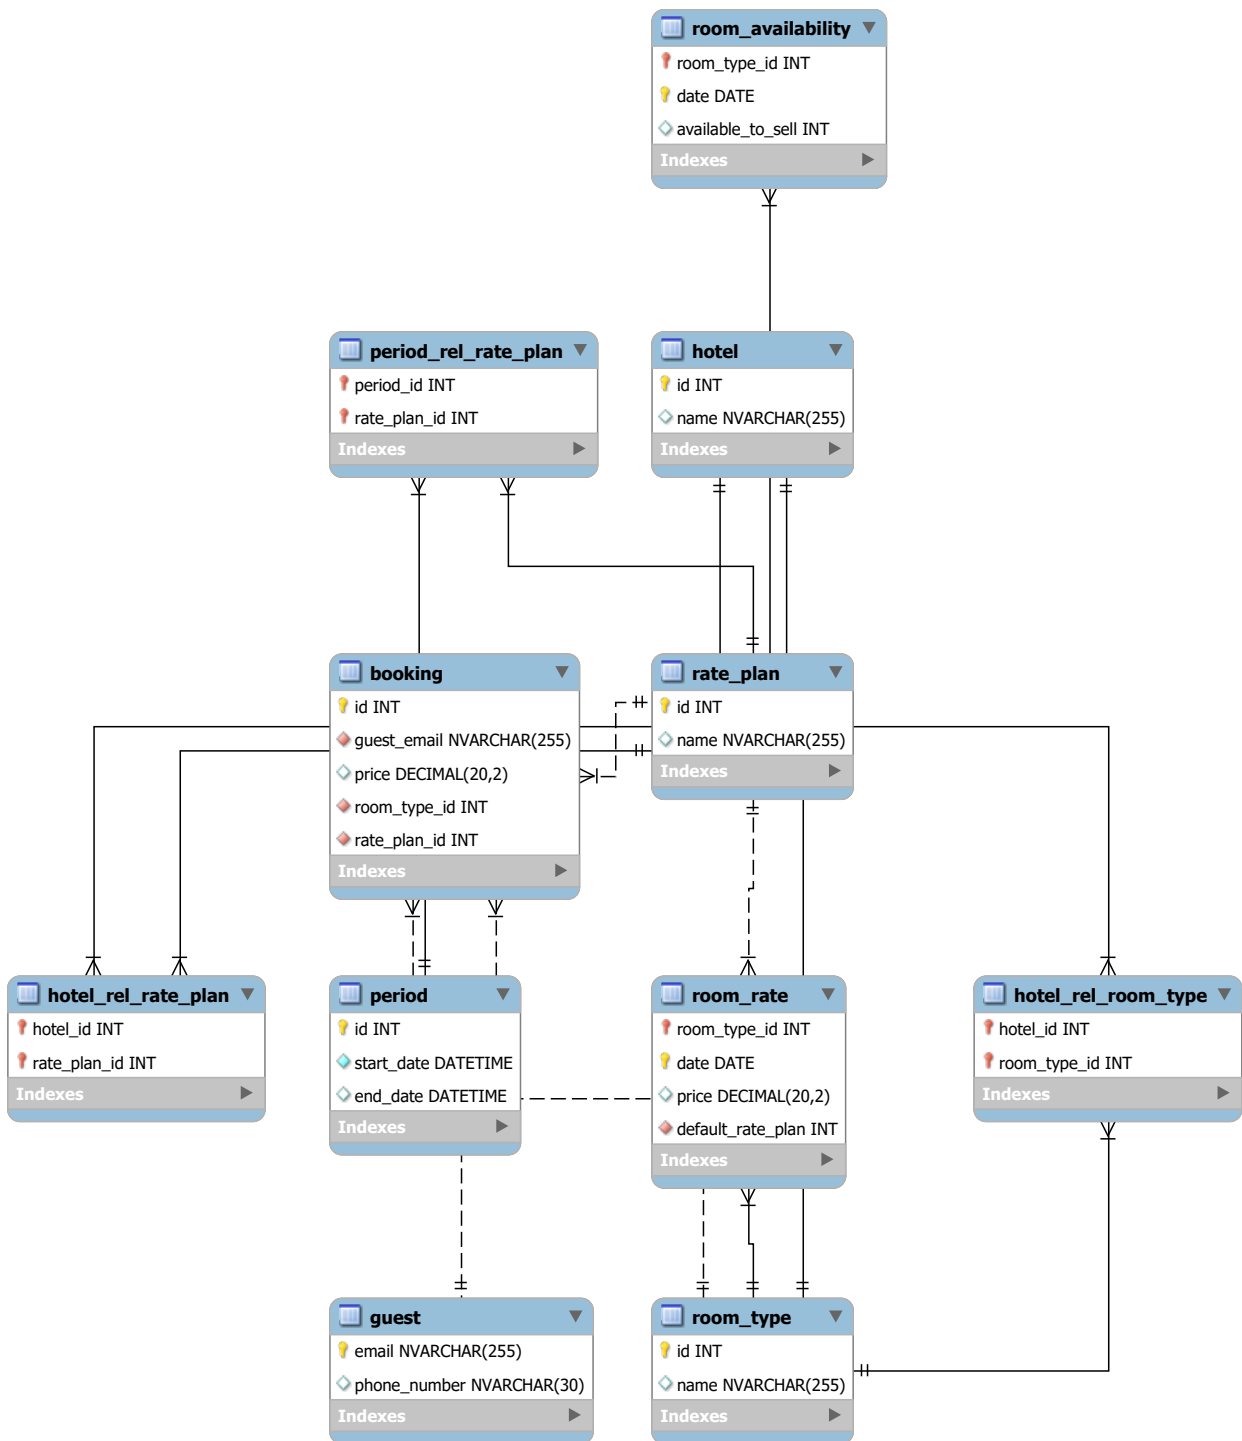 room_availability
room_type_id INT
date DATE
available_to_sell INT
Indexes
period_rel_rate_plan
period_id INT
rate_plan_id INT
Indexes
hotel
id INT
name NVARCHAR(255)
Indexes
booking
id INT
guest_email NVARCHAR(255)
price DECIMAL(20,2)
room_type_id INT
rate_plan_id INT
Indexes
rate_plan
id INT
name NVARCHAR(255)
Indexes
hotel_rel_rate_plan
hotel_id INT
rate_plan_id INT
Indexes
period
id INT
start_date DATETIME
end_date DATETIME
Indexes
room_rate
room_type_id INT
date DATE
price DECIMAL(20,2)
default_rate_plan INT
Indexes
hotel_rel_room_type
hotel_id INT
room_type_id INT
Indexes
guest
email NVARCHAR(255)
phone_number NVARCHAR(30)
Indexes
room_type
id INT
name NVARCHAR(255)
Indexes